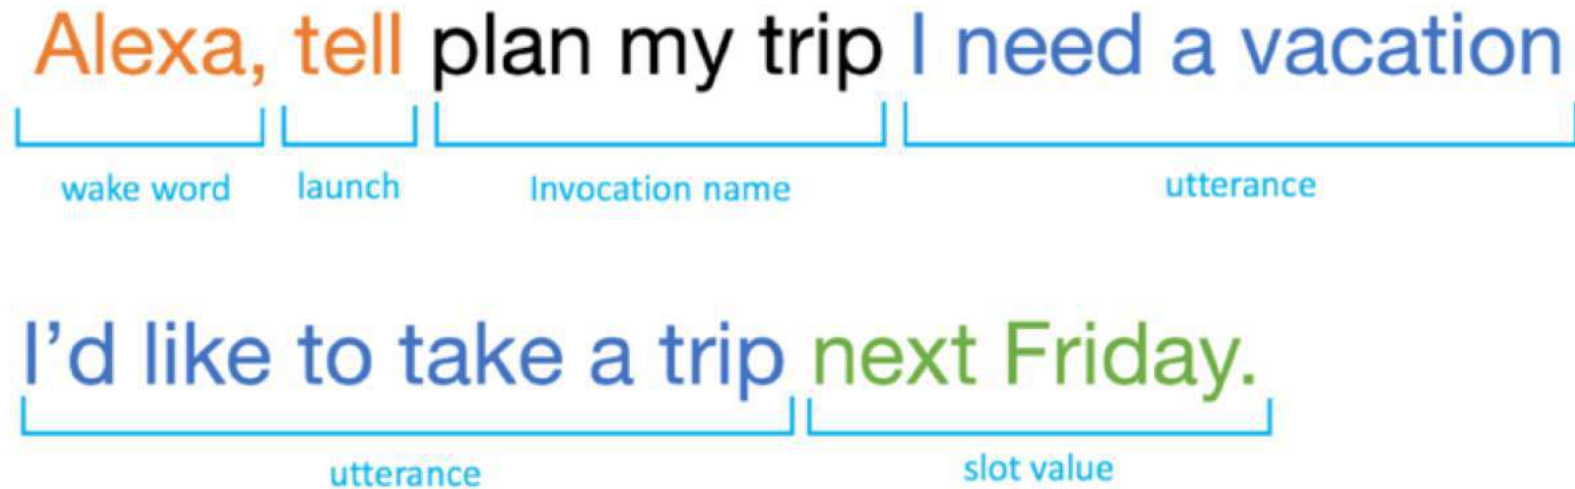 Alexa, tell plan my trip I need a vacation
wake word launch Invocation name utterance
I'd like to take a trip next Friday.
utterance slot value